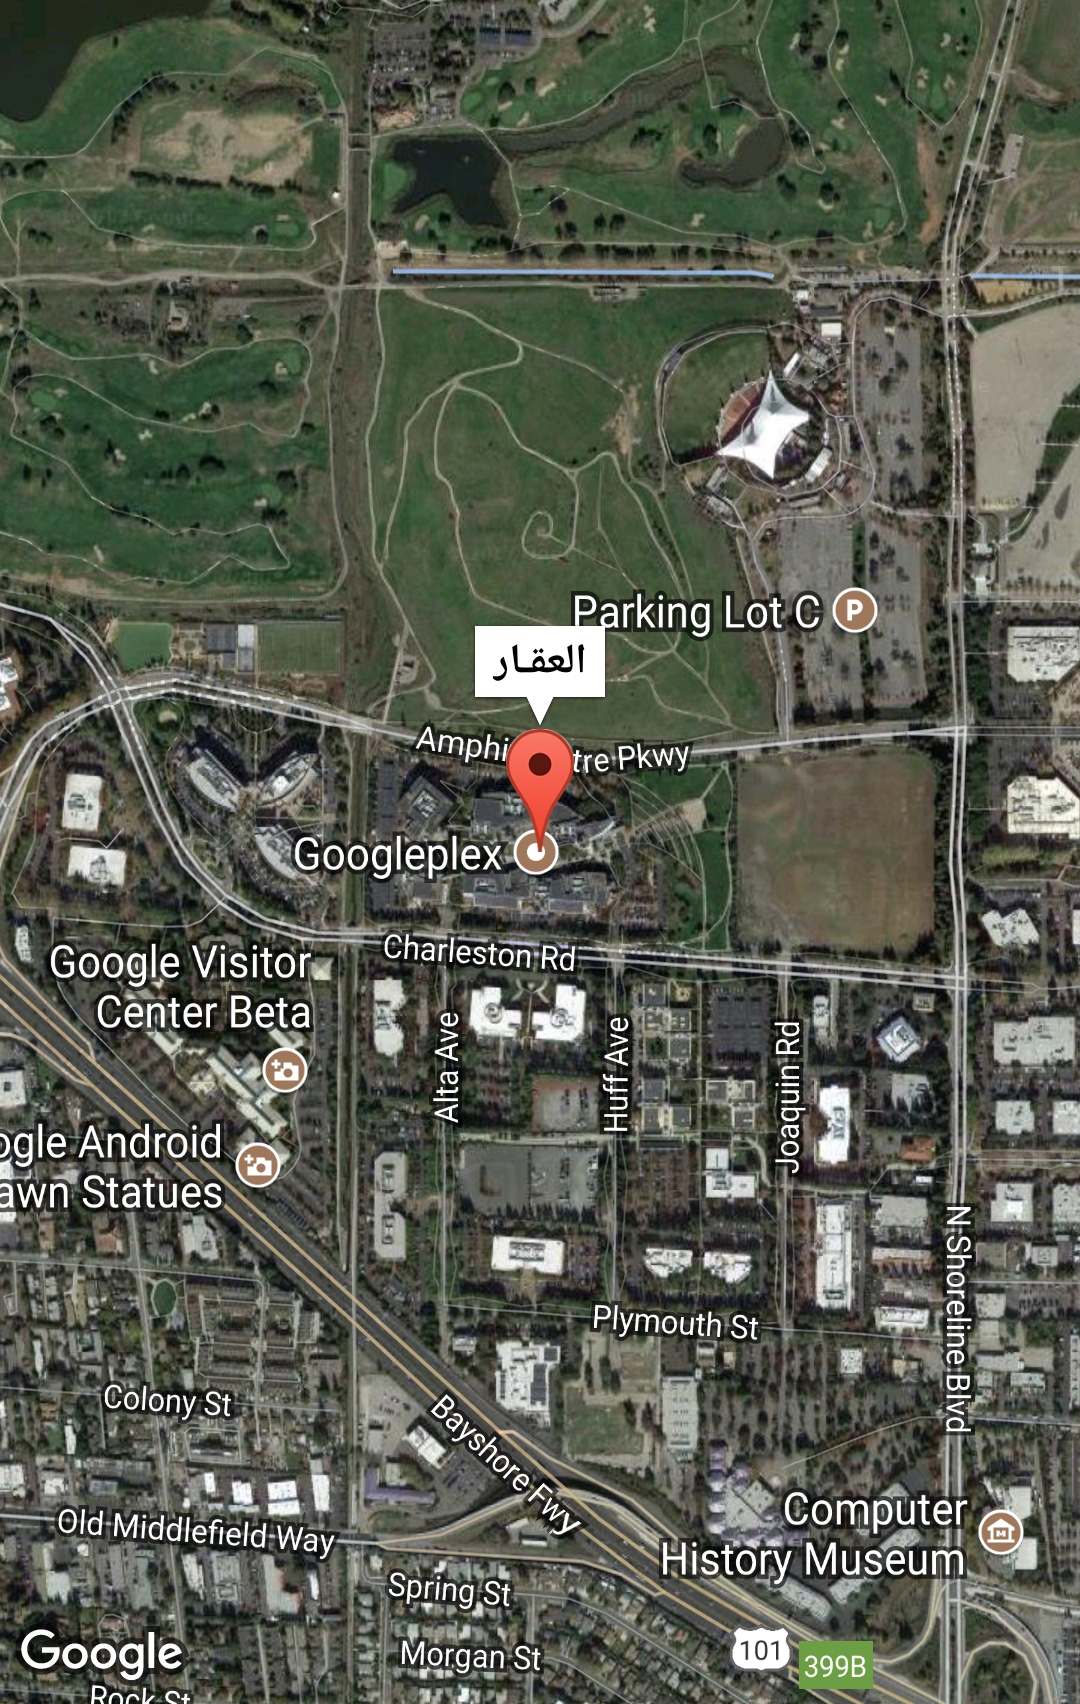 Parking Lot C
P
العقار
Amphi
tre Pkwy
Googleplex
Charleston Rd
Google Visitor
Center Beta
Alta Ave
Huff Ave
Joaquin Rd
ogle Android
awn Statues
N Shoreline Blvd
Plymouth St
Colony St
Bayshore Fwy
Old Middlefield Way
Computer
History Museum
M
Spring St
Morgan St
101
399B
Google
Rock St